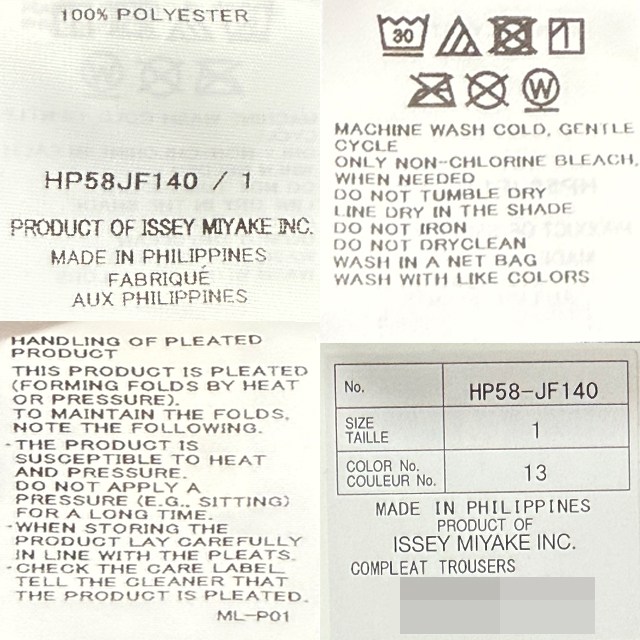 100% POLYESTER
HP58JF140 / 1
PRODUCT OF ISSEY MIYAKE INC.
MADE IN PHILIPPINES
FABRIQUÉ
AUX PHILIPPINES
30
W
MACHINE WASH COLD, GENTLE
CYCLE
ONLY NON-CHLORINE BLEACH,
WHEN NEEDED
DO NOT TUMBLE DRY
LINE DRY IN THE SHADE
DO NOT IRON
DO NOT DRYCLEAN
WASH IN A NET BAG
WASH WITH LIKE COLORS
HANDLING OF PLEATED
PRODUCT
THIS PRODUCT IS PLEATED
(FORMING FOLDS BY HEAT
OR PRESSURE).
TO MAINTAIN THE FOLDS,
NOTE THE FOLLOWING.
·THE PRODUCT IS
SUSCEPTIBLE TO HEAT
AND PRESSURE.
DO NOT APPLY A
PRESSURE (E.G., SITTING)
FOR A LONG TIME.
·WHEN STORING THE
PRODUCT LAY CAREFULLY
IN LINE WITH THE PLEATS.
·CHECK THE CARE LABEL.
TELL THE CLEANER THAT
THE PRODUCT IS PLEATED.
ML-P01
No. HP58-JF140
SIZE
TAILLE 1
COLOR No.
COULEUR No. 13
MADE IN PHILIPPINES
PRODUCT OF
ISSEY MIYAKE INC.
COMPLEAT TROUSERS